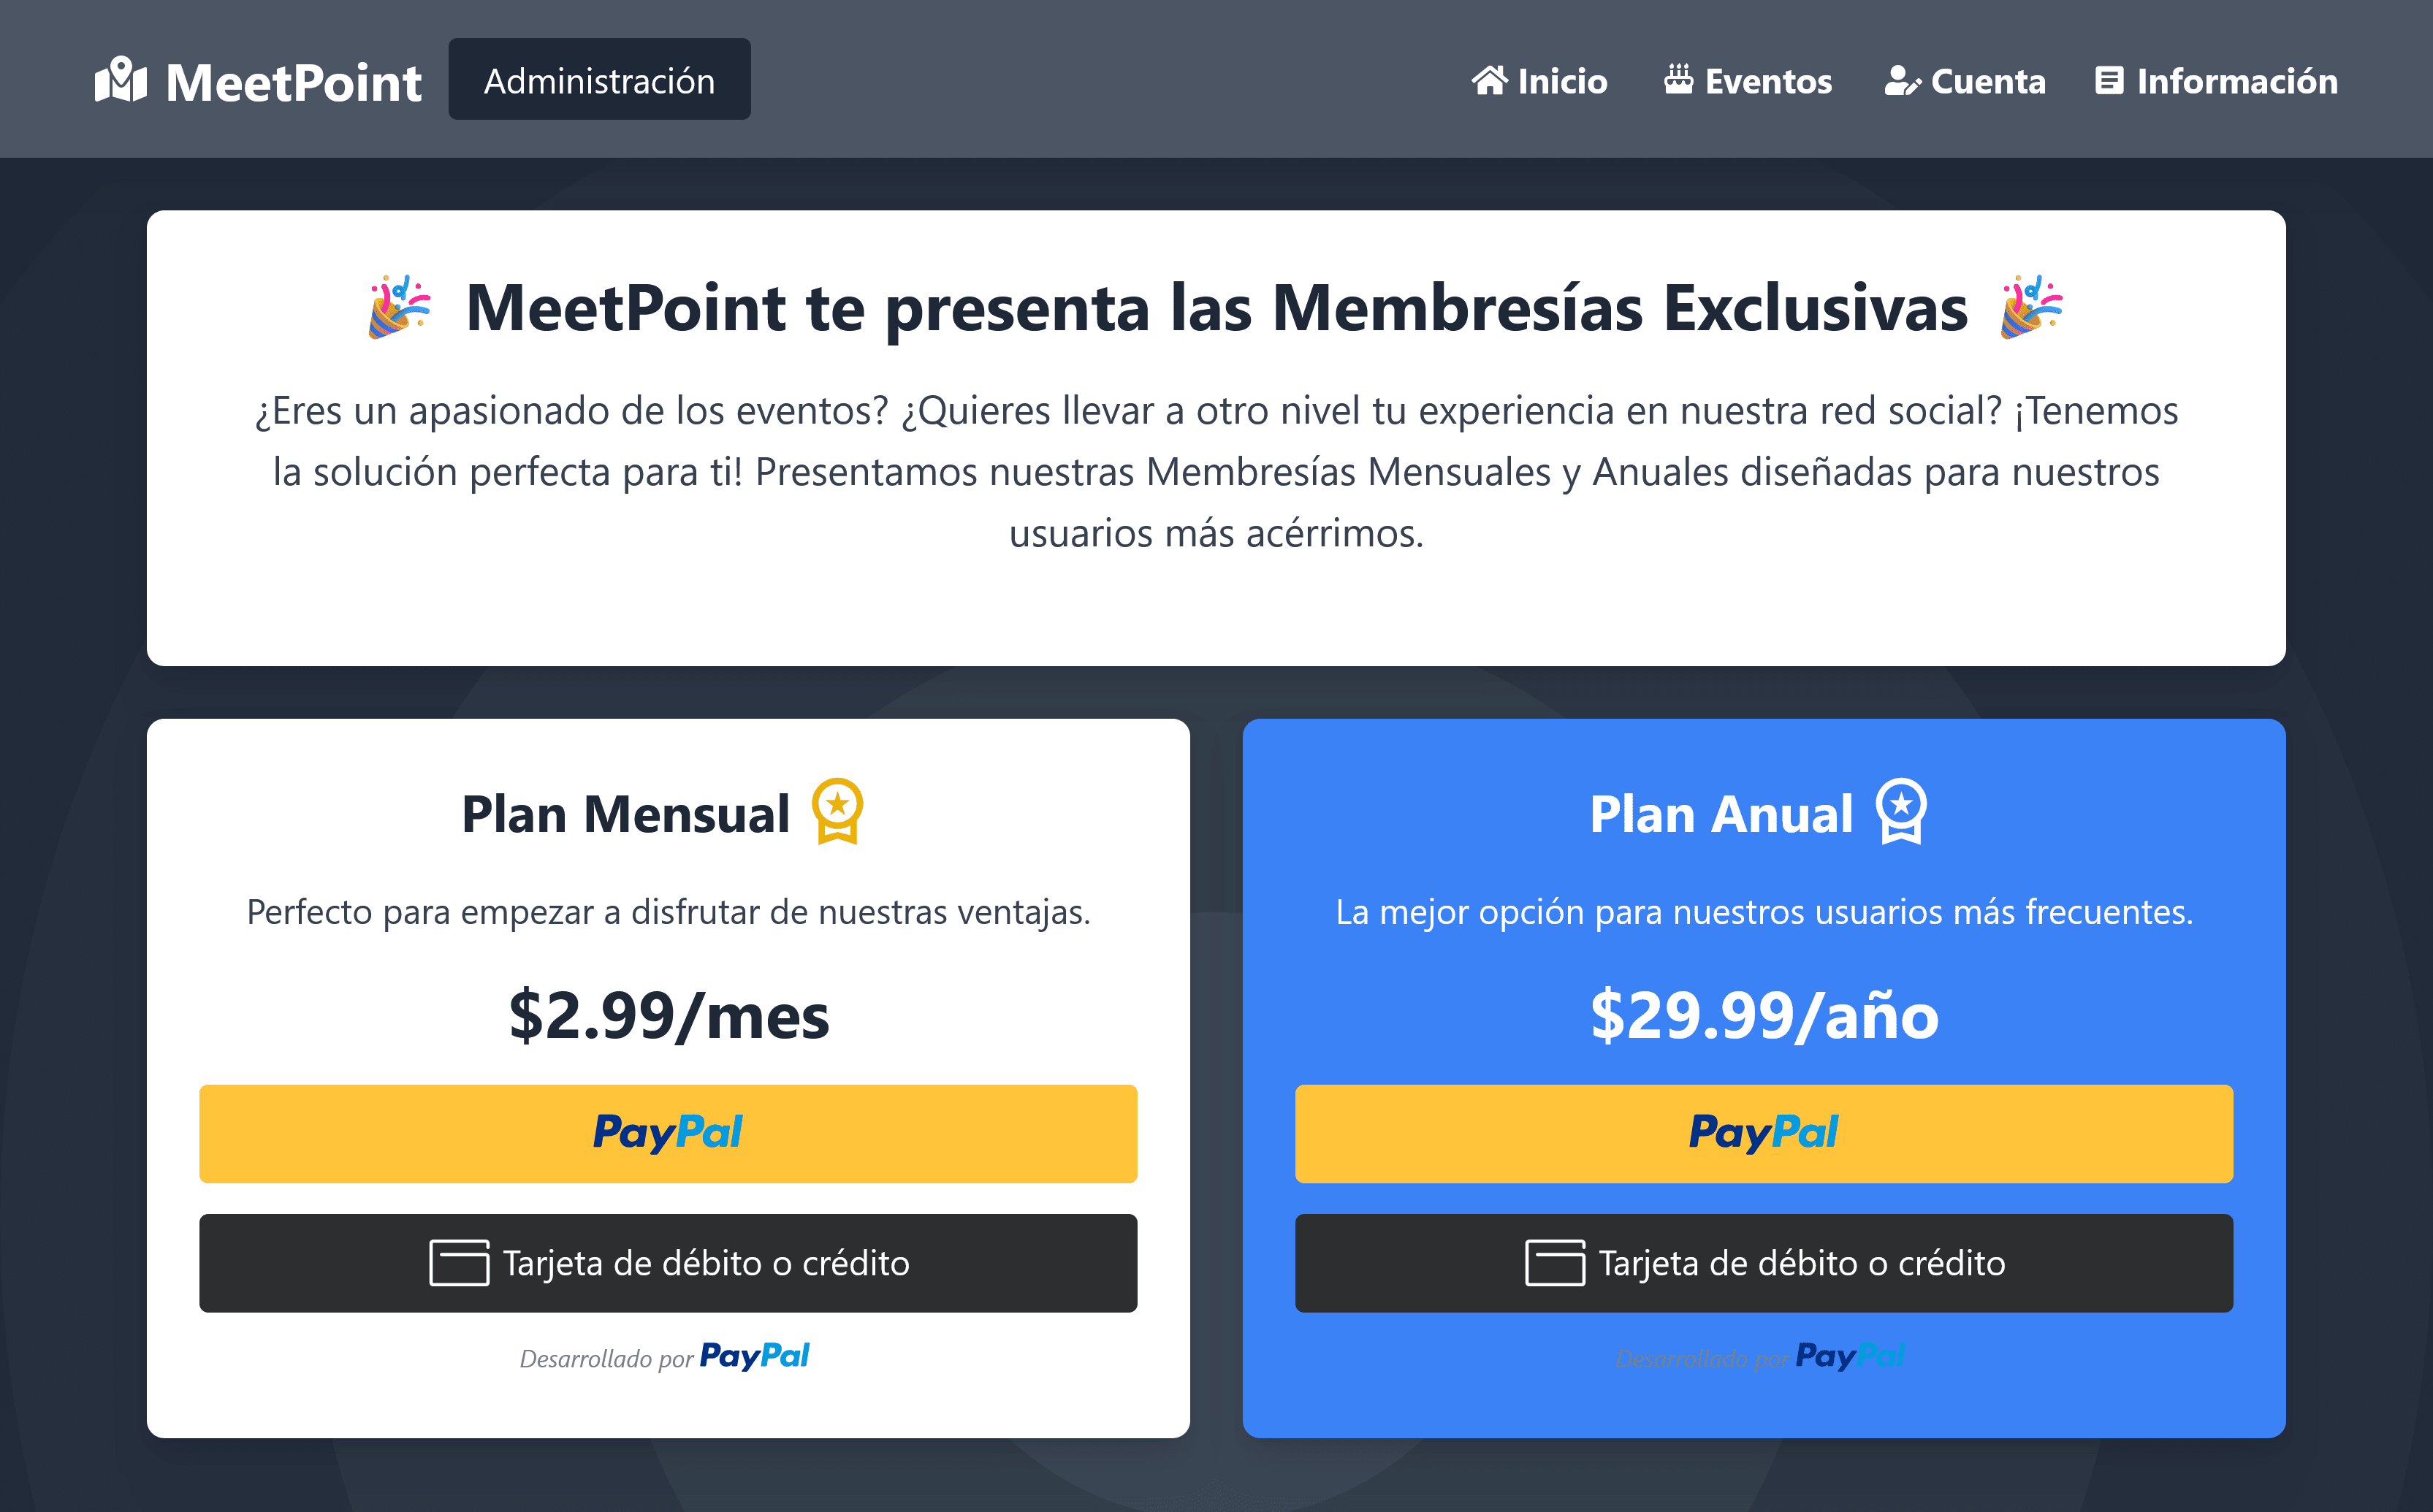 MeetPoint
Administración
Inicio
Eventos
Cuenta
Información
MeetPoint te presenta las Membresías Exclusivas
¿Eres un apasionado de los eventos? ¿Quieres llevar a otro nivel tu experiencia en nuestra red social? ¡Tenemos
la solución perfecta para ti! Presentamos nuestras Membresías Mensuales y Anuales diseñadas para nuestros
usuarios más acérrimos.
Plan Mensual
Perfecto para empezar a disfrutar de nuestras ventajas.
$2.99/mes
PayPal
Tarjeta de débito o crédito
Desarrollado por PayPal
Plan Anual
La mejor opción para nuestros usuarios más frecuentes.
$29.99/año
PayPal
Tarjeta de débito o crédito
Desarrollado por PayPal